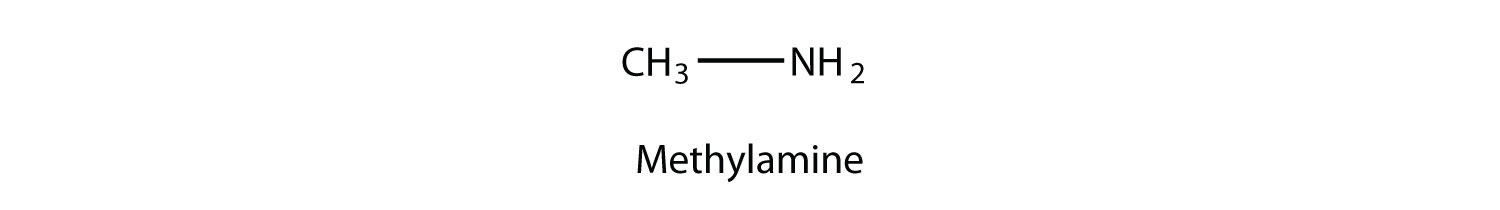 CH₃—NH₂
Methylamine